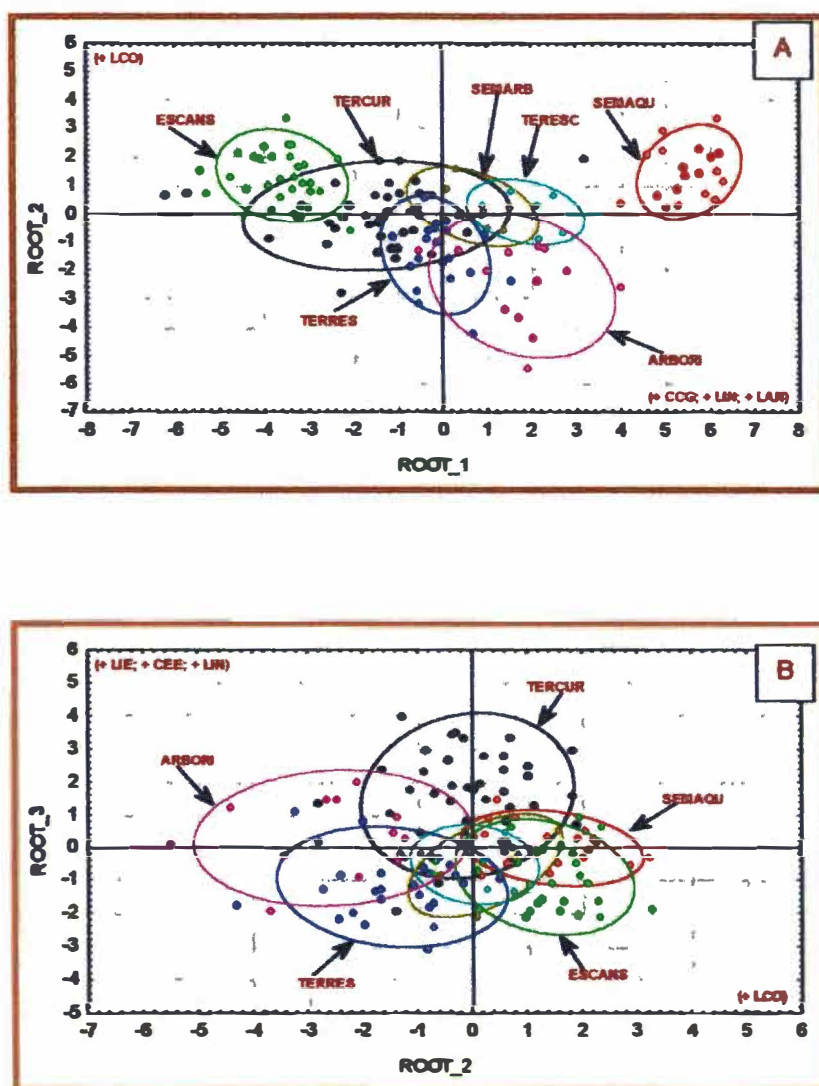 A
(+ LCO)
SEMARB
TERCUR
SEMAQU
ESCANS
TERESC
TERRES
ARBORI
(+ CCG; + LIN; + LAN)
6
5
4
3
2
1
0
-1
-2
-3
-4
-5
-6
-7
ROOT_2
-8 -7 -6 -5 -4 -3 -2 -1 0 1 2 3 4 5 6 7 8
ROOT_1
B
(+ LIE; + CEE; + LIN)
TERCUR
ARBORI
SEMAQU
TERRES
ESCANS
(+ LCO)
6
5
4
3
2
1
0
-1
-2
-3
-4
-5
ROOT_3
-7 -6 -5 -4 -3 -2 -1 0 1 2 3 4 5 6
ROOT_2